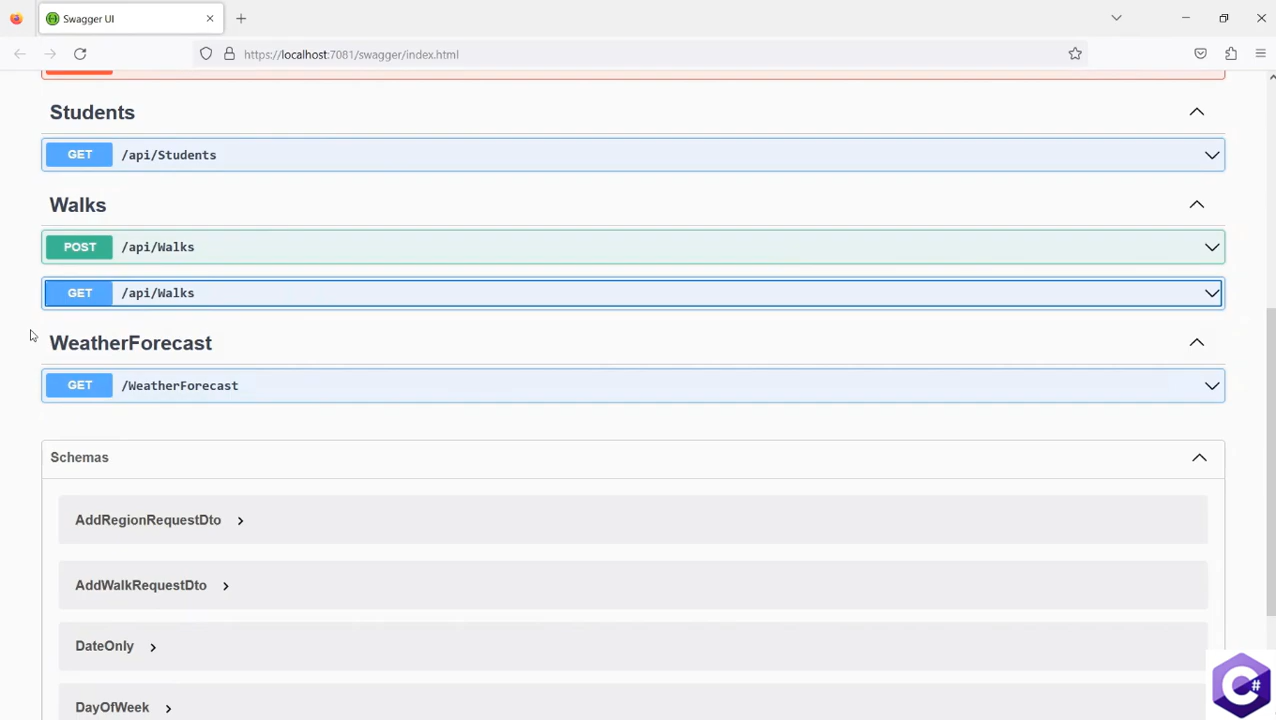 Swagger UI
https://localhost:7081/swagger/index.html
Students
GET /api/Students
Walks
POST /api/Walks
GET /api/Walks
WeatherForecast
GET /WeatherForecast
Schemas
AddRegionRequestDto
AddWalkRequestDto
DateOnly
DayOfWeek
C#